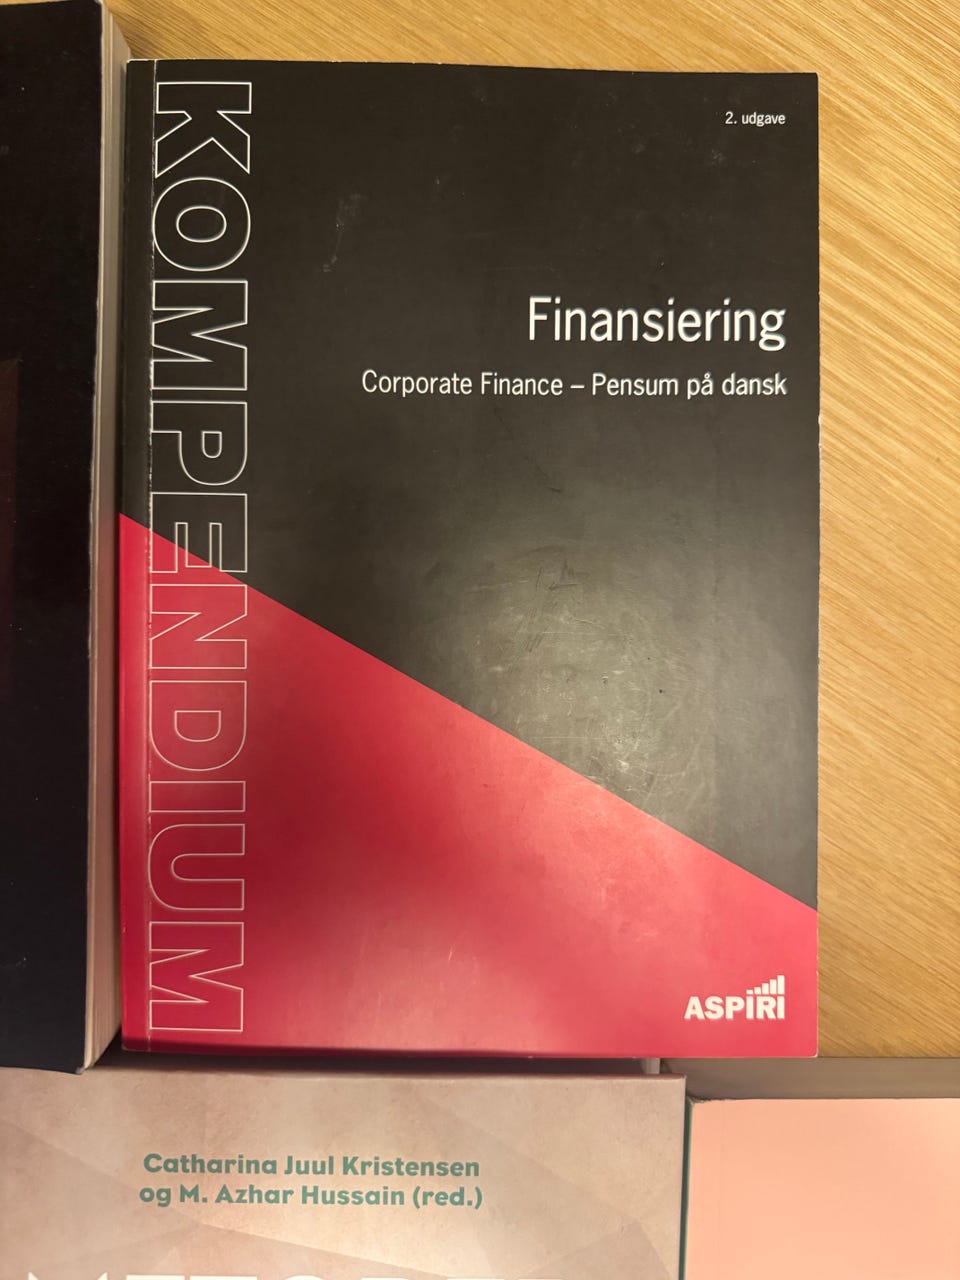 KOMPENDIUM
2. udgave
Finansiering
Corporate Finance – Pensum på dansk
ASPIRI
Catharina Juul Kristensen
og M. Azhar Hussain (red.)